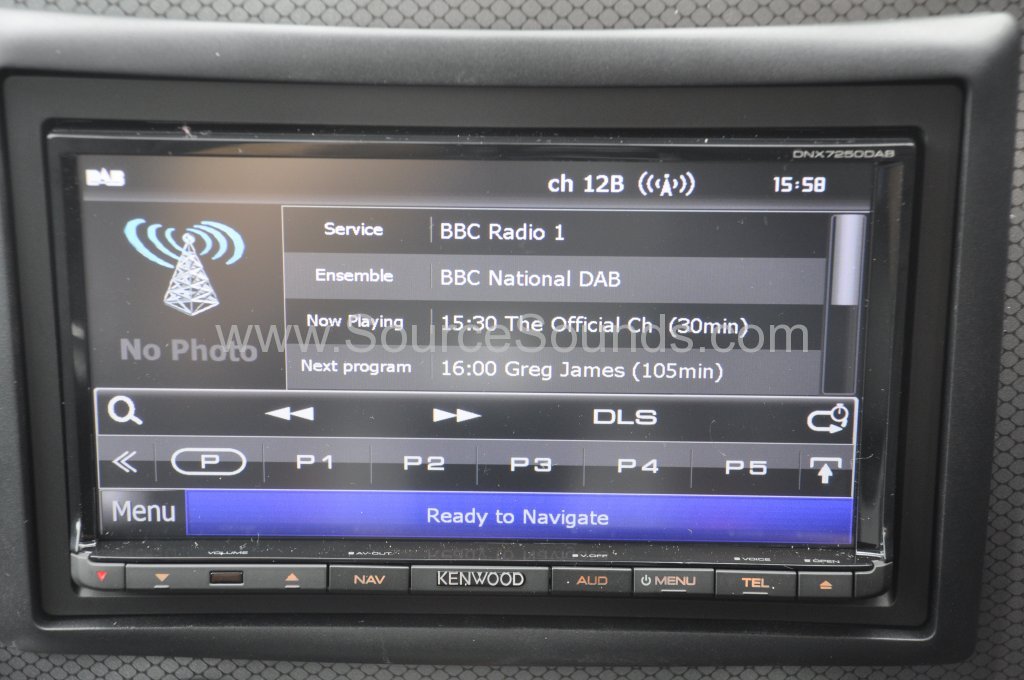 DNX7250DAB
DAB
ch 12B
15:58
Service BBC Radio 1
Ensemble BBC National DAB
Now Playing 15:30 The Official Ch (30min)
Next program 16:00 Greg James (105min)
No Photo
www.SourceSounds.com
DLS
P P1 P2 P3 P4 P5
Menu Ready to Navigate
VOLUME AV-OUT V.OFF VOICE OPEN
NAV KENWOOD AUD MENU TEL